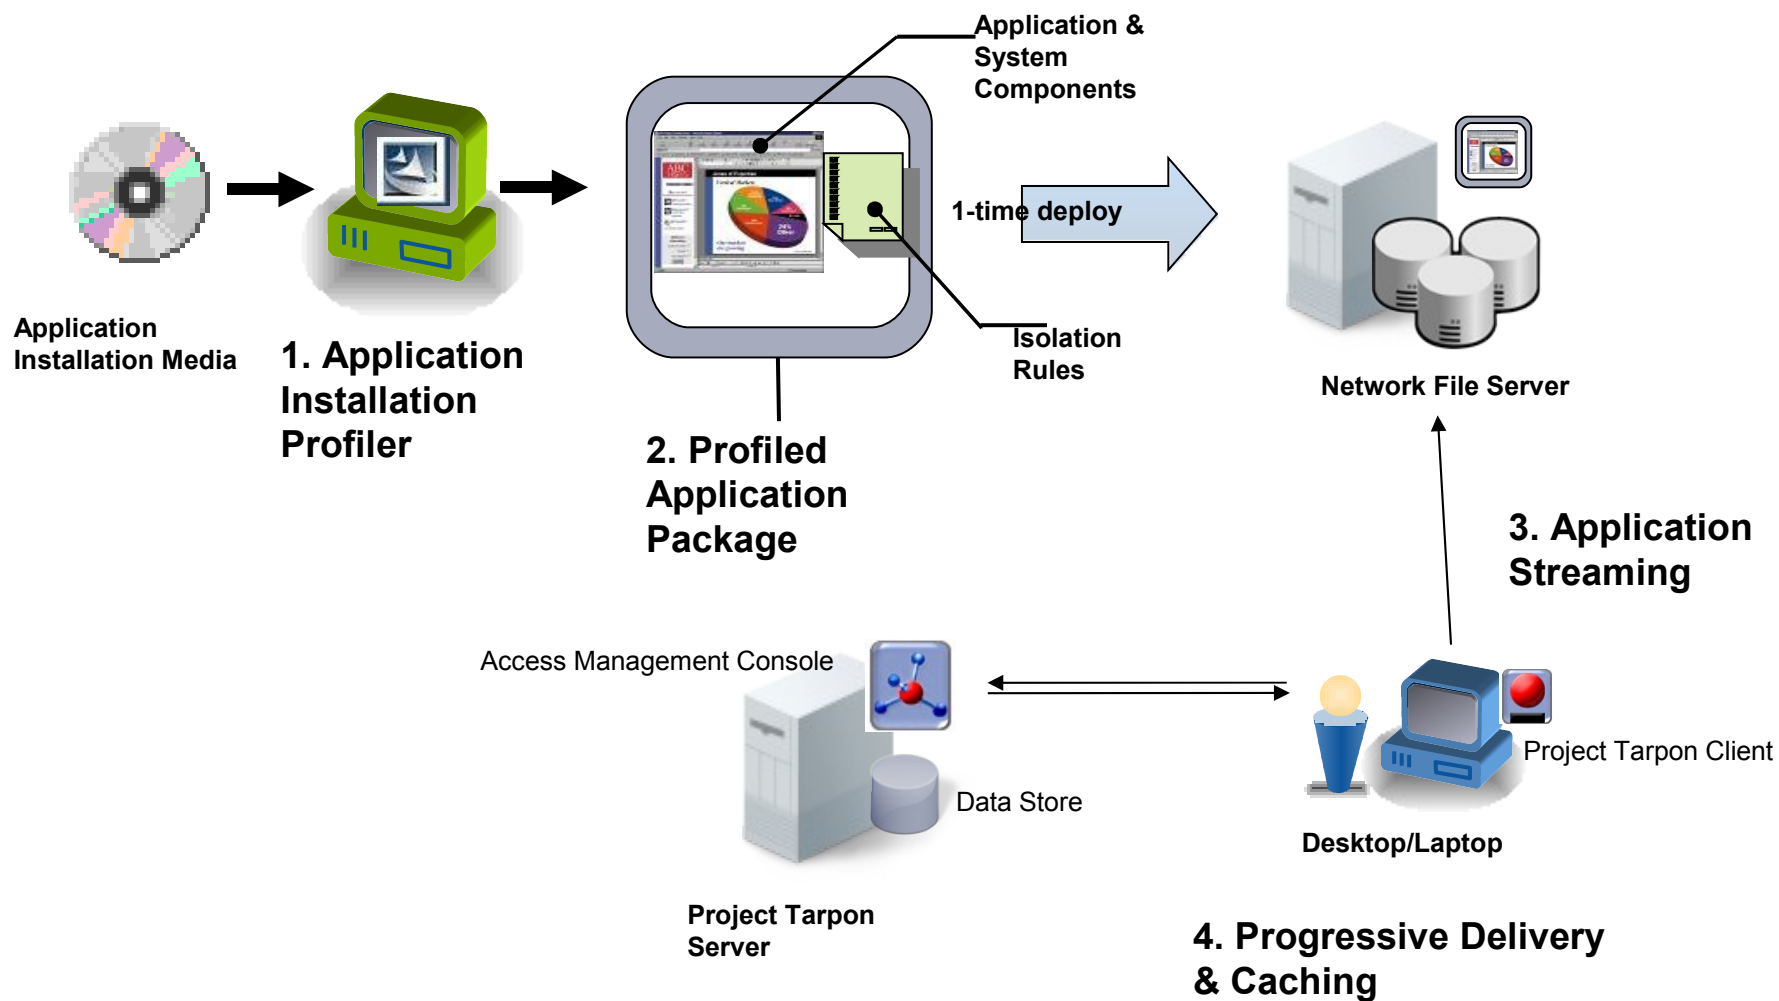 Application &
System
Components
1-time deploy
Isolation
Rules
Application
Installation Media
1. Application
Installation
Profiler
2. Profiled
Application
Package
Network File Server
3. Application
Streaming
Access Management Console
Data Store
Project Tarpon Client
Desktop/Laptop
Project Tarpon
Server
4. Progressive Delivery
& Caching